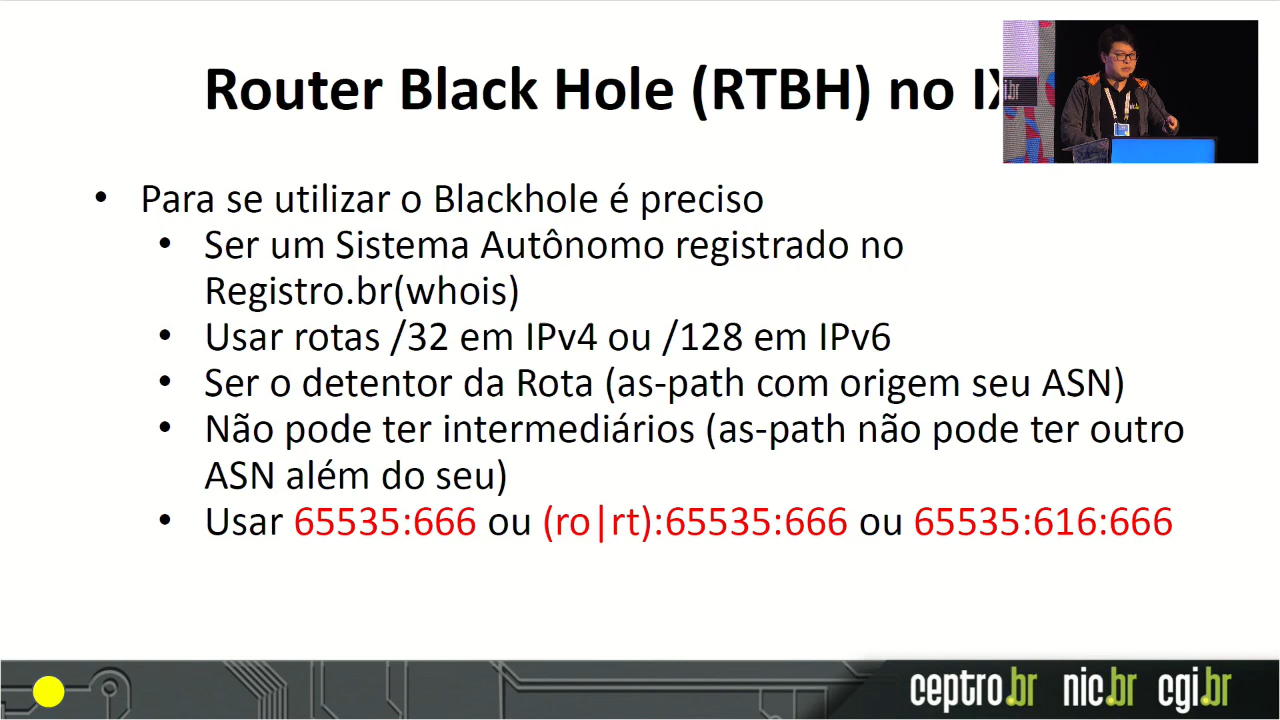 Router Black Hole (RTBH) no IX
• Para se utilizar o Blackhole é preciso
• Ser um Sistema Autônomo registrado no
Registro.br(whois)
• Usar rotas /32 em IPv4 ou /128 em IPv6
• Ser o detentor da Rota (as-path com origem seu ASN)
• Não pode ter intermediários (as-path não pode ter outro
ASN além do seu)
• Usar 65535:666 ou (ro|rt):65535:666 ou 65535:616:666
ceptro.br nic.br cgi.br